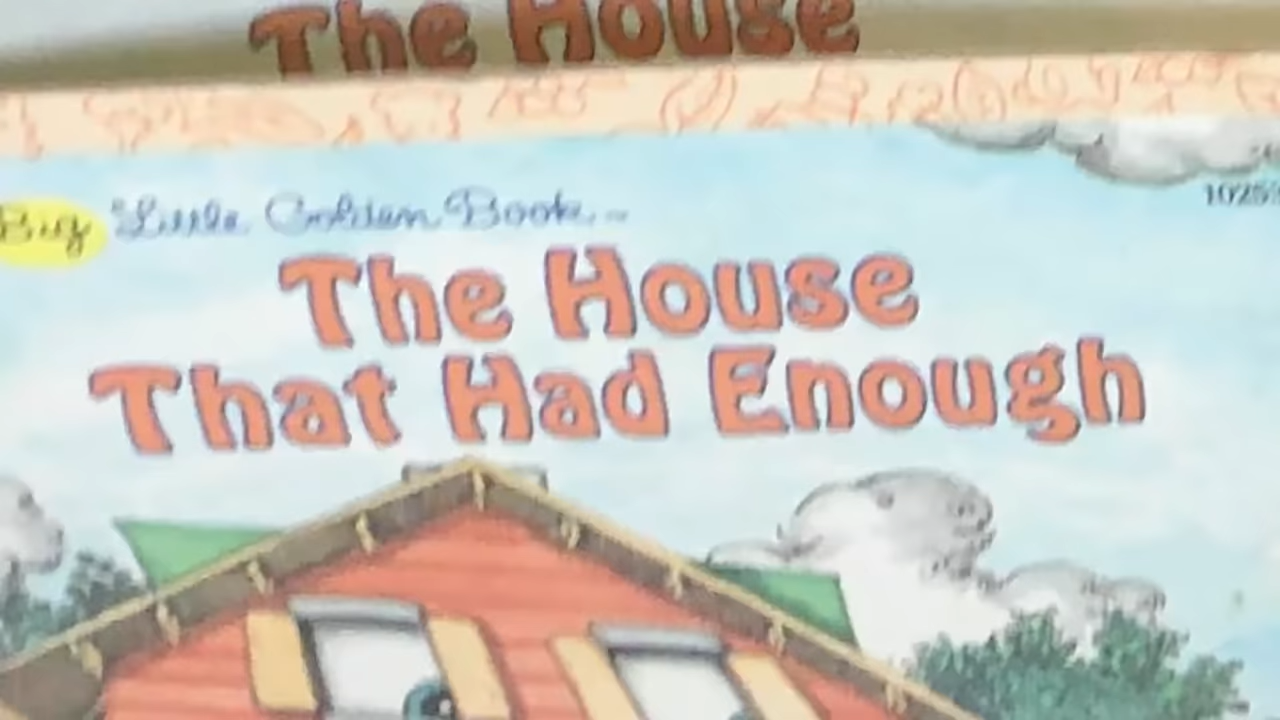 The House
Big Little Golden Book
The House
That Had Enough